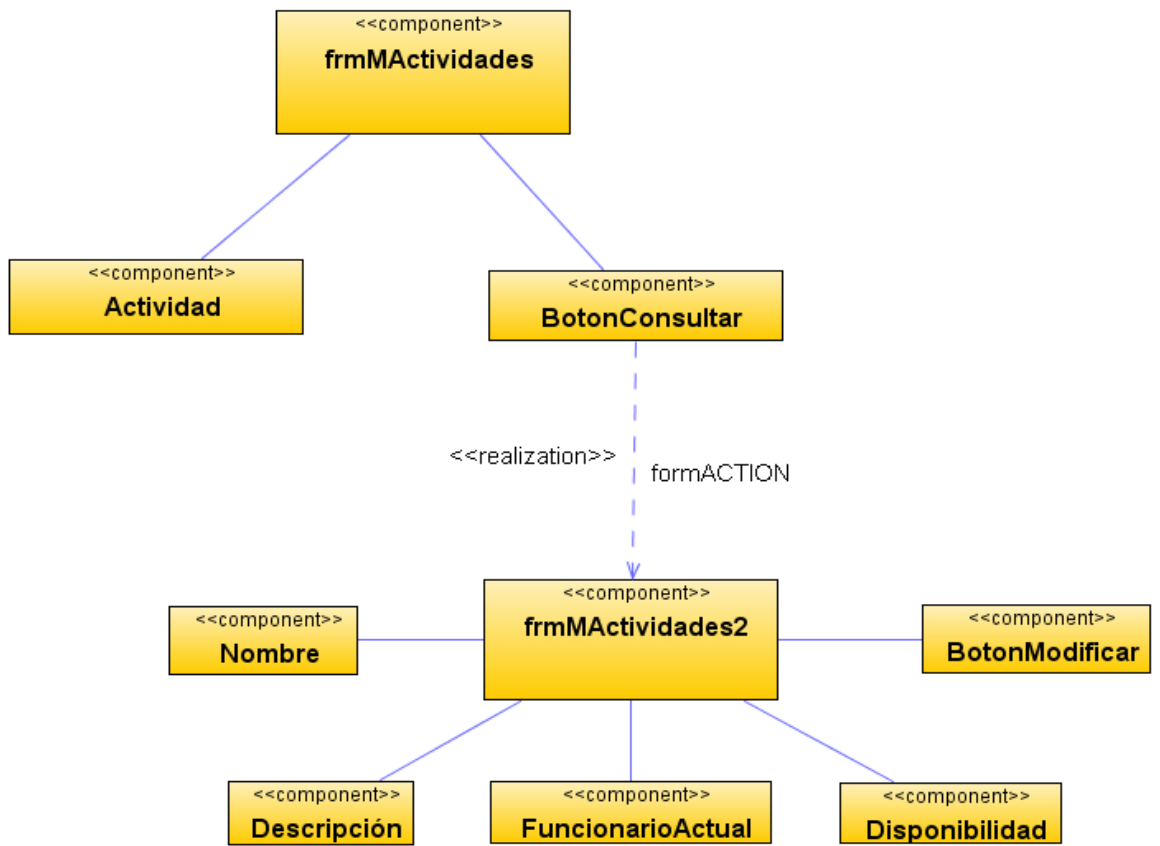 <<component>>
frmMActividades
<<component>>
Actividad
<<component>>
BotonConsultar
<<realization>>
formACTION
<<component>>
frmMActividades2
<<component>>
Nombre
<<component>>
BotonModificar
<<component>>
Descripción
<<component>>
FuncionarioActual
<<component>>
Disponibilidad